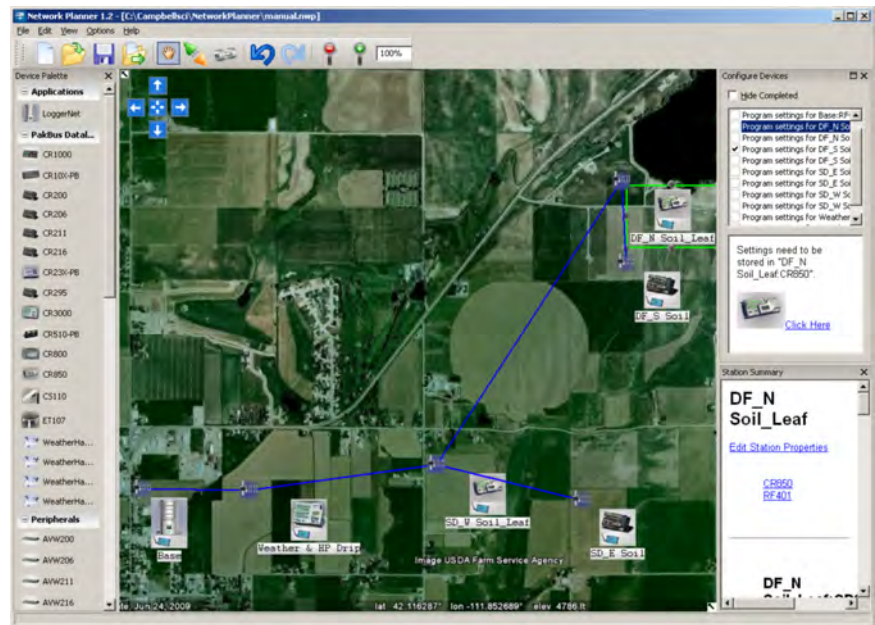 Network Planner 1.2 - [C:\Campbellsci\NetworkPlanner\manual.nwp]
File Edit View Options Help
100%
Device Palette
Applications
LoggerNet
PakBus Datal...
CR1000
CR10X-PB
CR200
CR206
CR211
CR216
CR23X-PB
CR295
CR3000
CR510-PB
CR800
CR850
CS110
ET107
WeatherHa...
WeatherHa...
WeatherHa...
WeatherHa...
Peripherals
AVW200
AVW206
AVW211
AVW216
DF_N Soil_Leaf
DF_S Soil
SD_W Soil_Leaf
SD_E Soil
Base
Weather & HP Drip
Image USDA Farm Service Agency
Jun 24, 2009 lat 42.116287° lon -111.852689° elev 4786 ft
Configure Devices
Hide Completed
Program settings for Base:RF
Program settings for DF_N So
Program settings for DF_N So
Program settings for DF_S Soi
Program settings for DF_S Soi
Program settings for SD_E Soi
Program settings for SD_E Soi
Program settings for SD_W So
Program settings for SD_W So
Program settings for Weather
Settings need to be
stored in "DF_N
Soil_Leaf:CR850".
Click Here
Station Summary
DF_N
Soil_Leaf
Edit Station Properties
CR850
RF401
DF_N